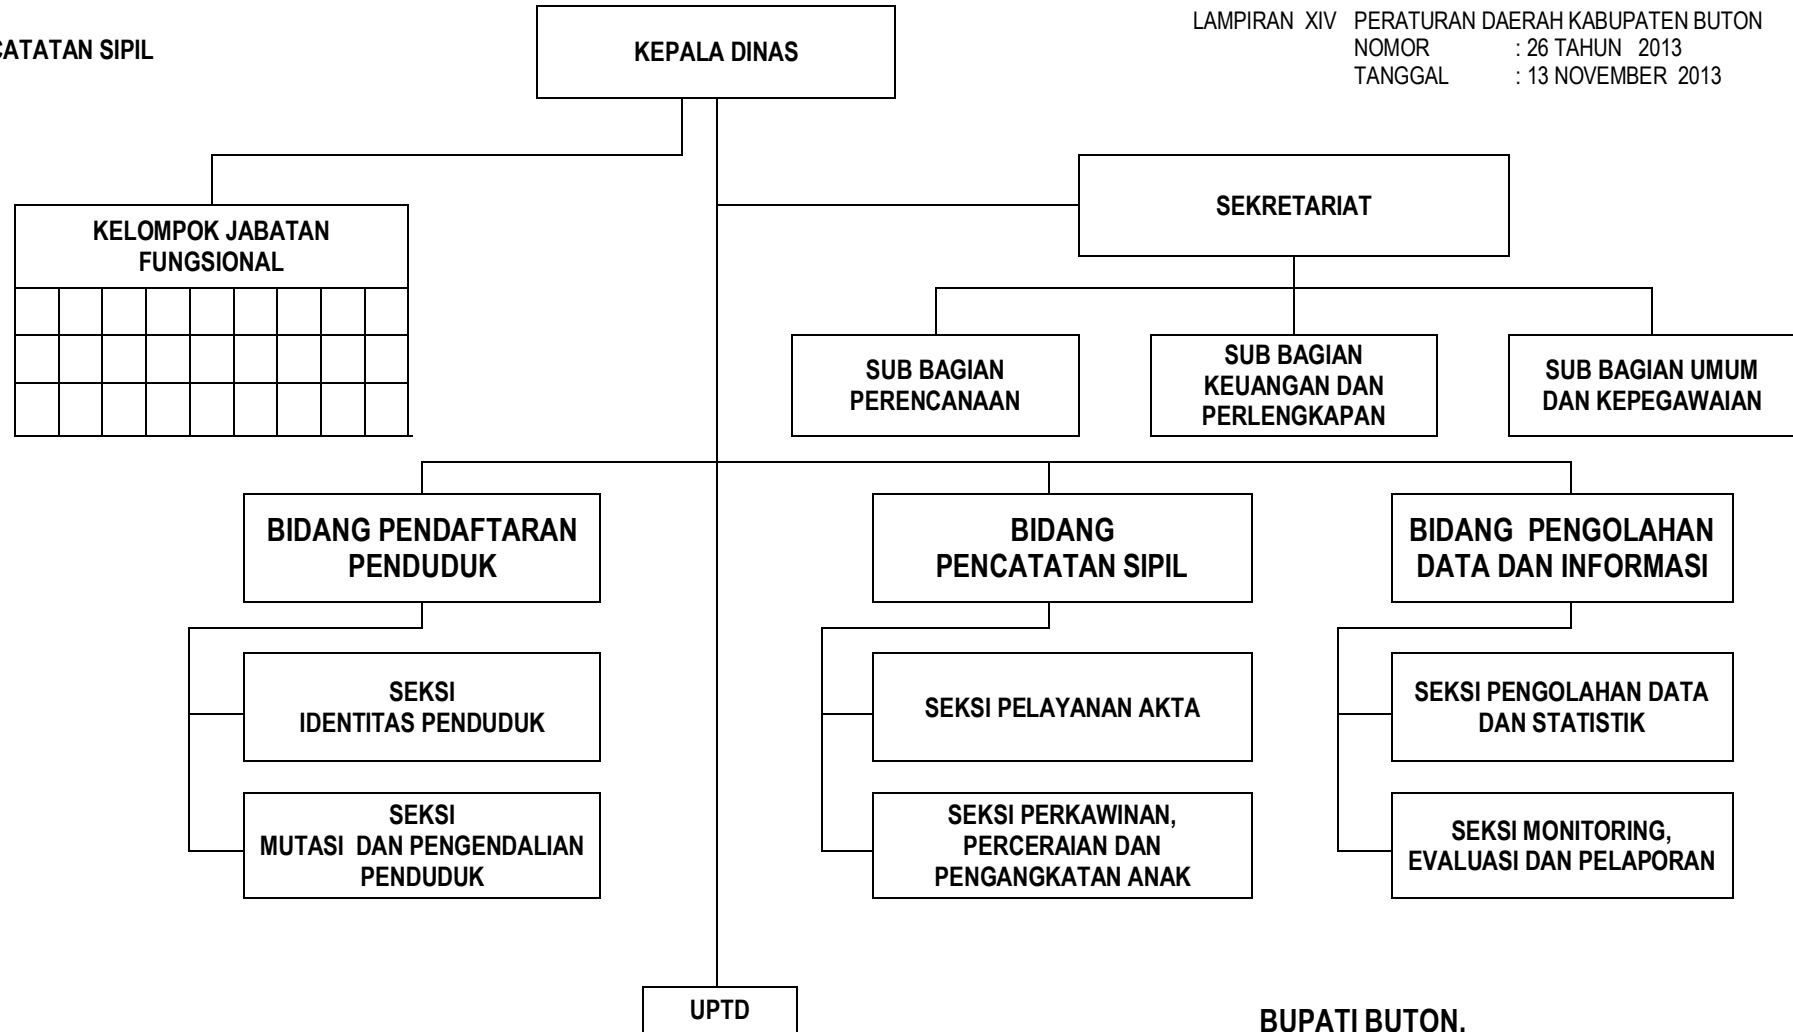 CATATAN SIPIL
KEPALA DINAS
LAMPIRAN XIV PERATURAN DAERAH KABUPATEN BUTON
NOMOR : 26 TAHUN 2013
TANGGAL : 13 NOVEMBER 2013
SEKRETARIAT
KELOMPOK JABATAN
FUNGSIONAL
SUB BAGIAN
PERENCANAAN
SUB BAGIAN
KEUANGAN DAN
PERLENGKAPAN
SUB BAGIAN UMUM
DAN KEPEGAWAIAN
BIDANG PENDAFTARAN
PENDUDUK
BIDANG
PENCATATAN SIPIL
BIDANG PENGOLAHAN
DATA DAN INFORMASI
SEKSI
IDENTITAS PENDUDUK
SEKSI PELAYANAN AKTA
SEKSI PENGOLAHAN DATA
DAN STATISTIK
SEKSI
MUTASI DAN PENGENDALIAN
PENDUDUK
SEKSI PERKAWINAN,
PERCERAIAN DAN
PENGANGKATAN ANAK
SEKSI MONITORING,
EVALUASI DAN PELAPORAN
UPTD
BUPATI BUTON,